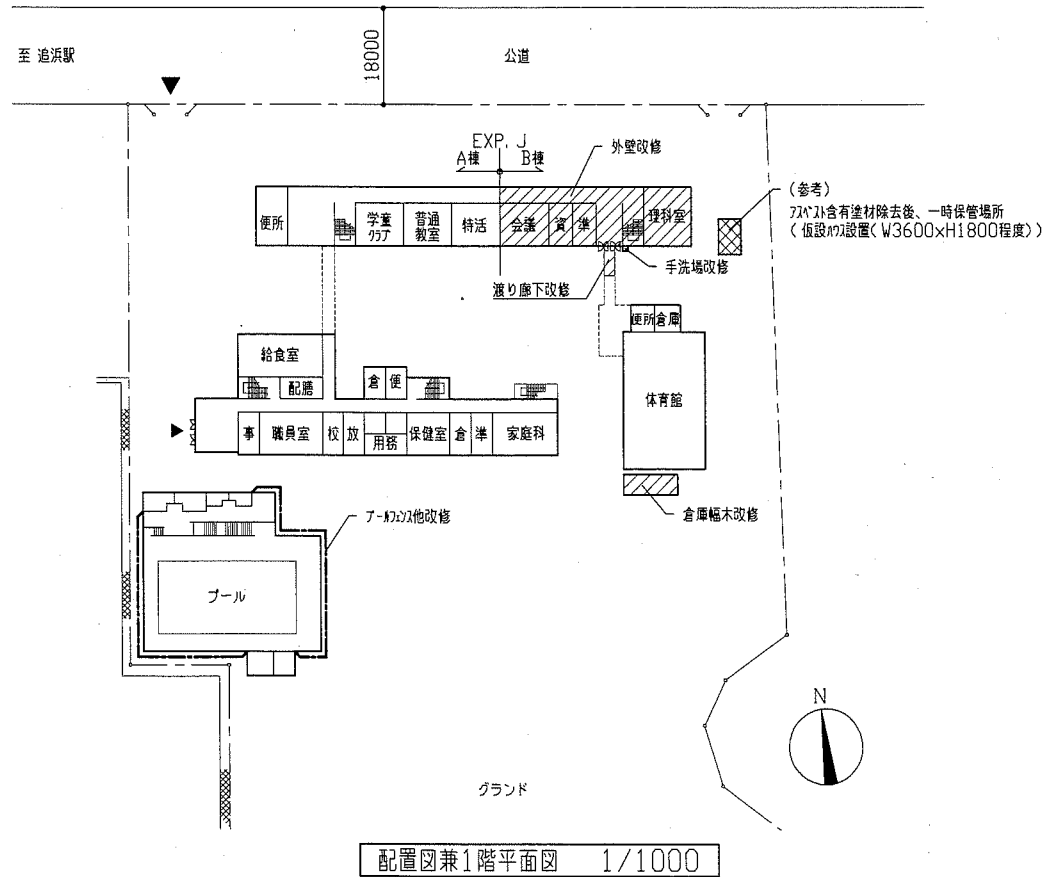 至 追浜駅
18000
公道
EXP. J
A棟 B棟
外壁改修
(参考)
アスベスト含有塗材除去後、一時保管場所
(仮設ハウス設置(W3600×H1800程度))
便所
学童
クラブ
普通
教室
特活
会議
資
準
理科室
手洗場改修
渡り廊下改修
便所
倉庫
給食室
配膳
倉
便
体育館
事
職員室
校
放
用務
保健室
倉
準
家庭科
倉庫幅木改修
プールフェンス他改修
プール
N
グランド
配置図兼1階平面図 1/1000